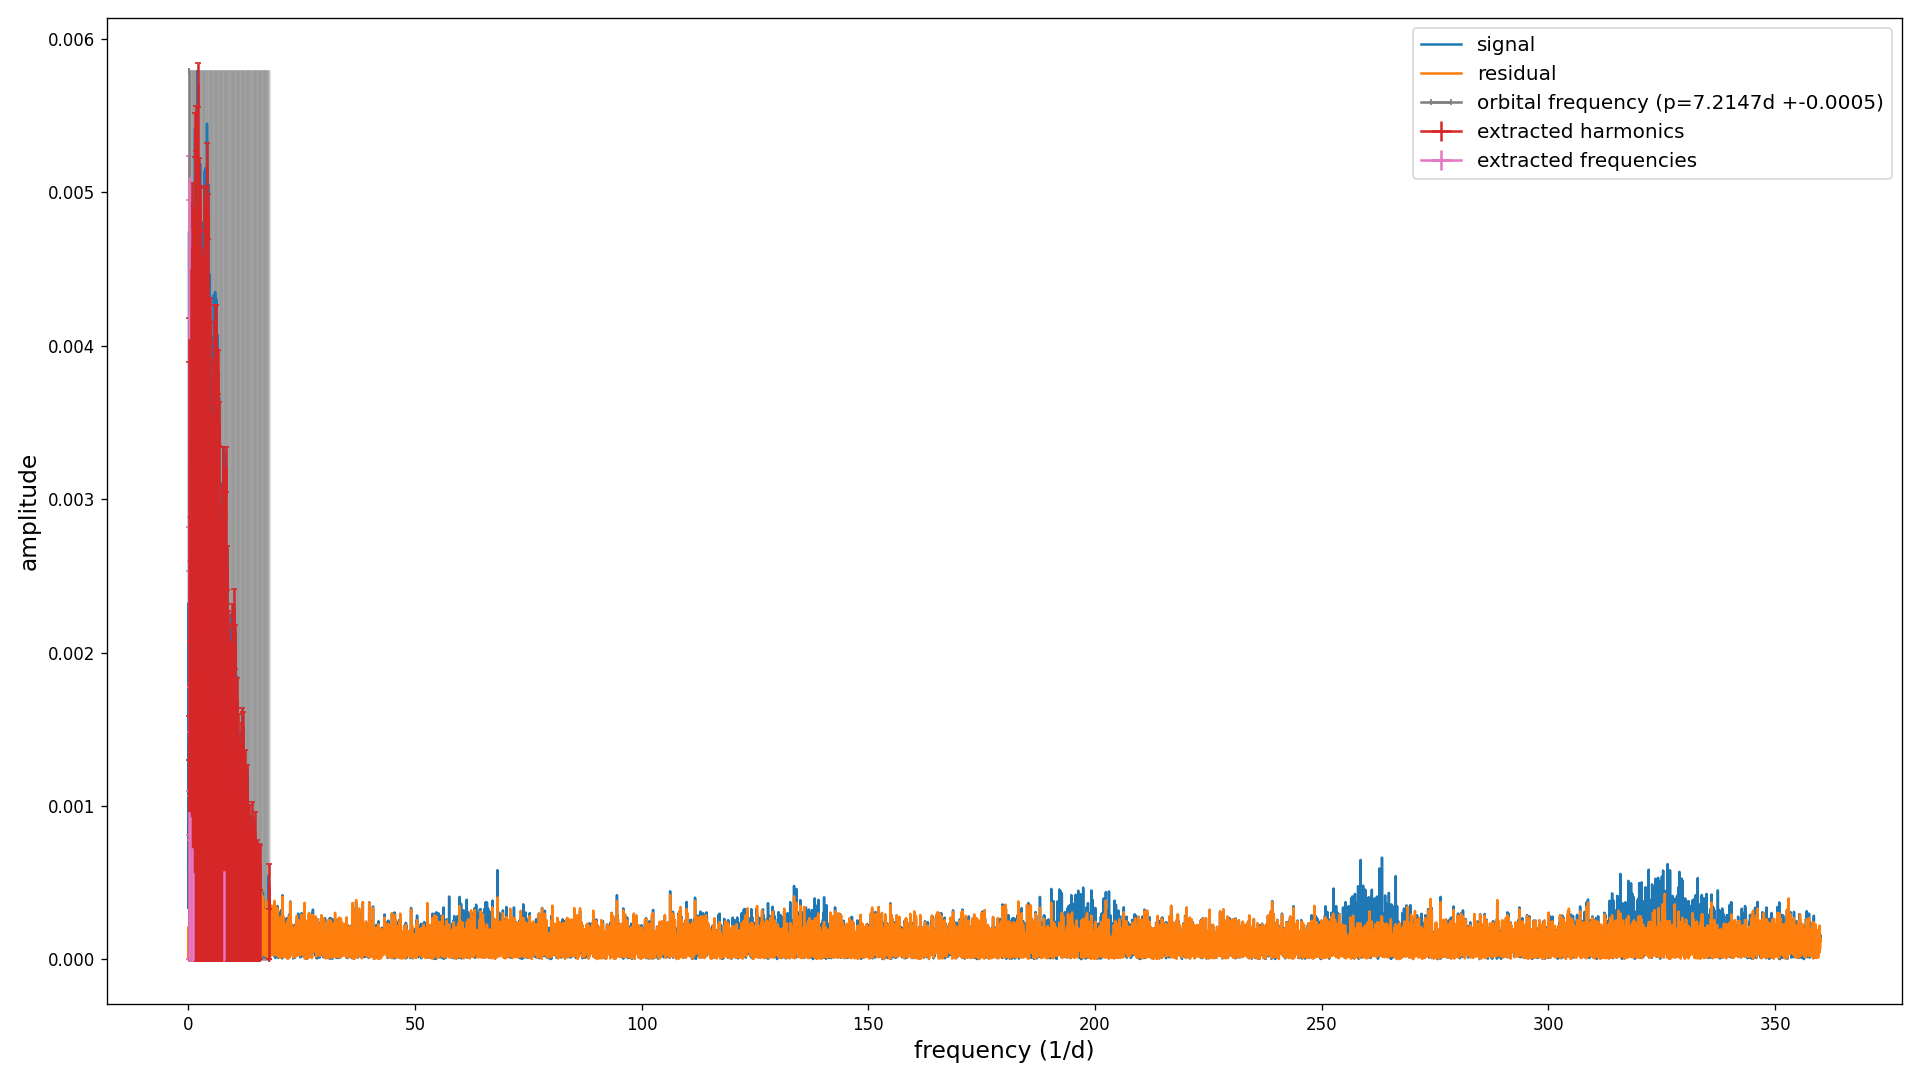 signal
residual
orbital frequency (p=7.2147d +-0.0005)
extracted harmonics
extracted frequencies
0.006
0.005
0.004
0.003
0.002
0.001
0.000
amplitude
0 50 100 150 200 250 300 350
frequency (1/d)